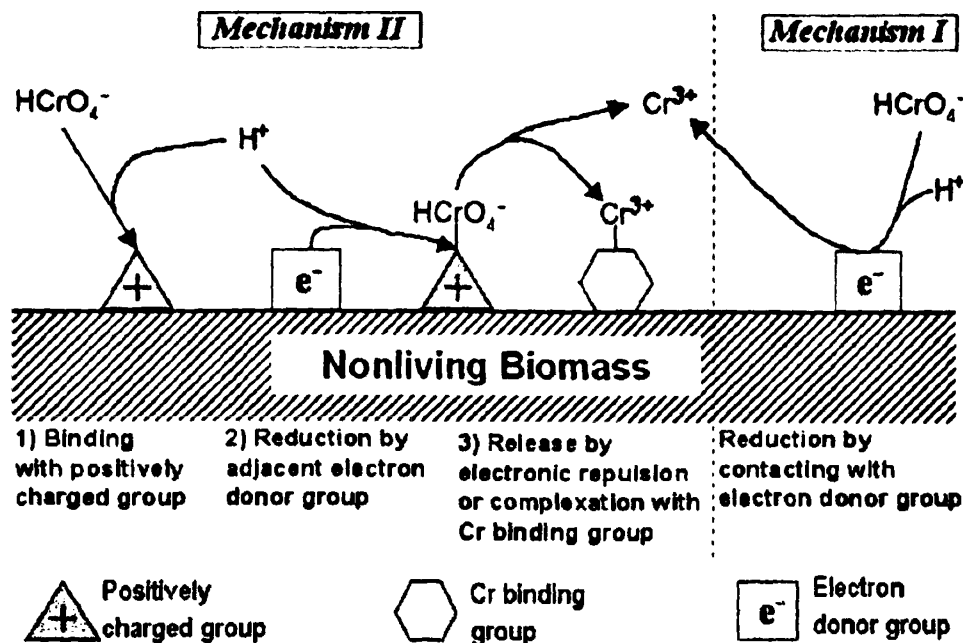 Mechanism II
Mechanism I
HCrO₄⁻
H⁺
HCrO₄⁻
Cr³⁺
Cr³⁺
HCrO₄⁻
H⁺
+
e⁻
+
e⁻
Nonliving Biomass
1) Binding
with positively
charged group
2) Reduction by
adjacent electron
donor group
3) Release by
electronic repulsion
or complexation with
Cr binding group
Reduction by
contacting with
electron donor group
+
Positively
charged group
Cr binding
group
e⁻
Electron
donor group